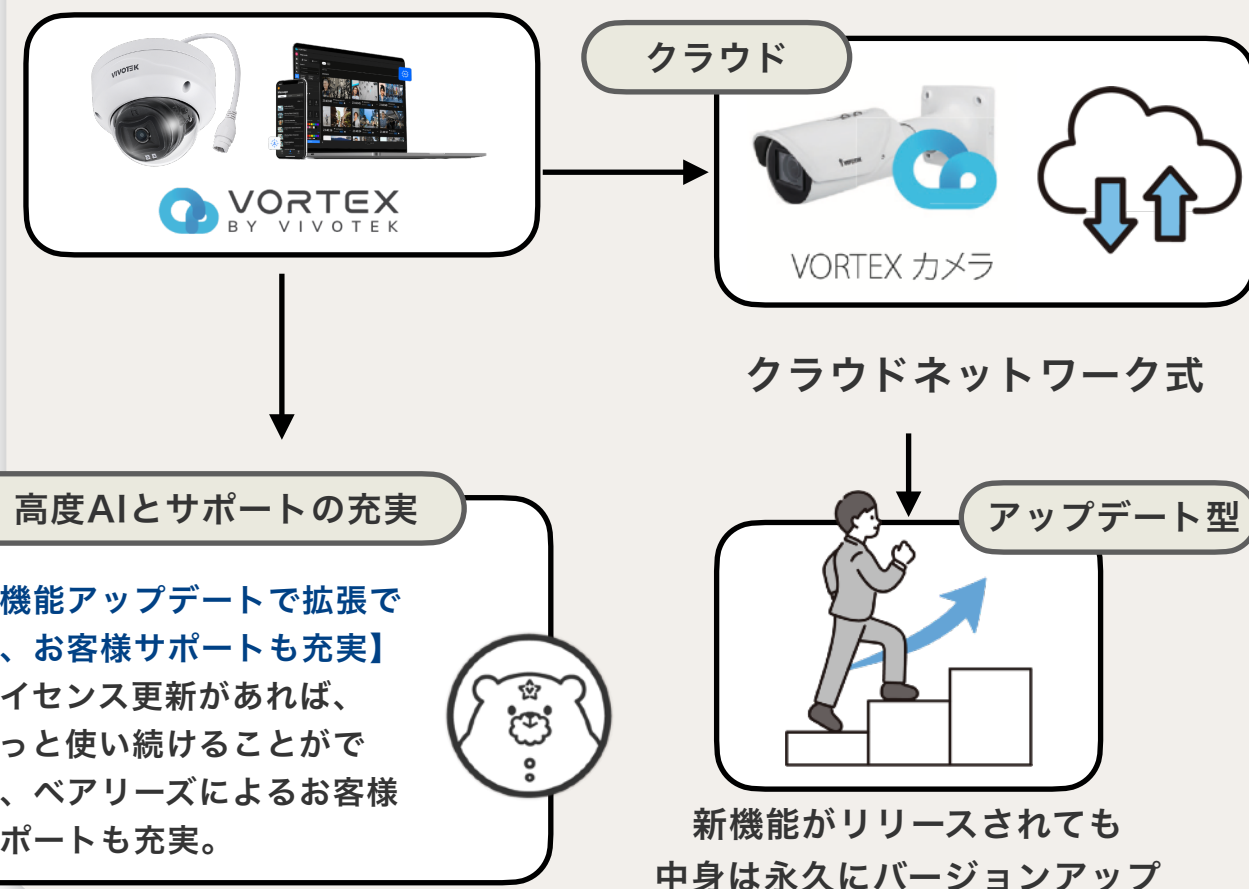 VIVOTEK
VORTEX
BY VIVOTEK
クラウド
VORTEX カメラ
クラウドネットワーク式
高度AIとサポートの充実
機能アップデートで拡張で
、お客様サポートも充実】
イセンス更新があれば、
っと使い続けることがで
、ベアリーズによるお客様
ポートも充実。
アップデート型
新機能がリリースされても
中身は永久にバージョンアップ